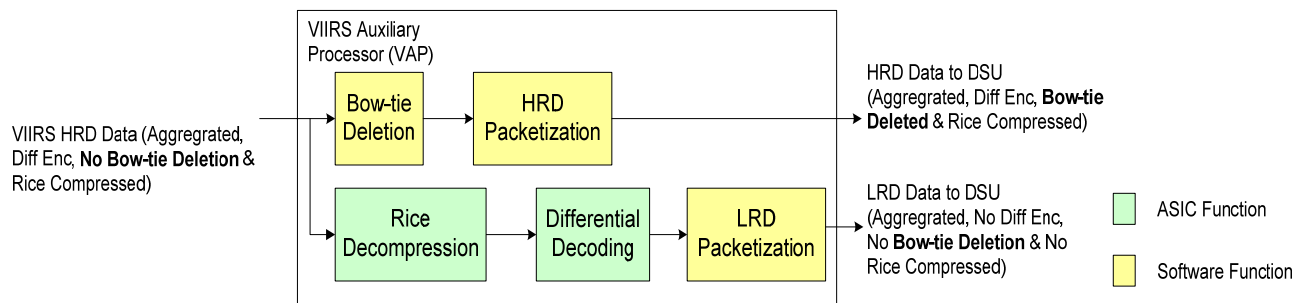 VIIRS HRD Data (Aggregrated,
Diff Enc, No Bow-tie Deletion &
Rice Compressed)
VIIRS Auxiliary
Processor (VAP)
Bow-tie
Deletion
HRD
Packetization
Rice
Decompression
Differential
Decoding
LRD
Packetization
HRD Data to DSU
(Aggregrated, Diff Enc, Bow-tie
Deleted & Rice Compressed)
LRD Data to DSU
(Aggregrated, No Diff Enc,
No Bow-tie Deletion & No
Rice Compressed)
ASIC Function
Software Function